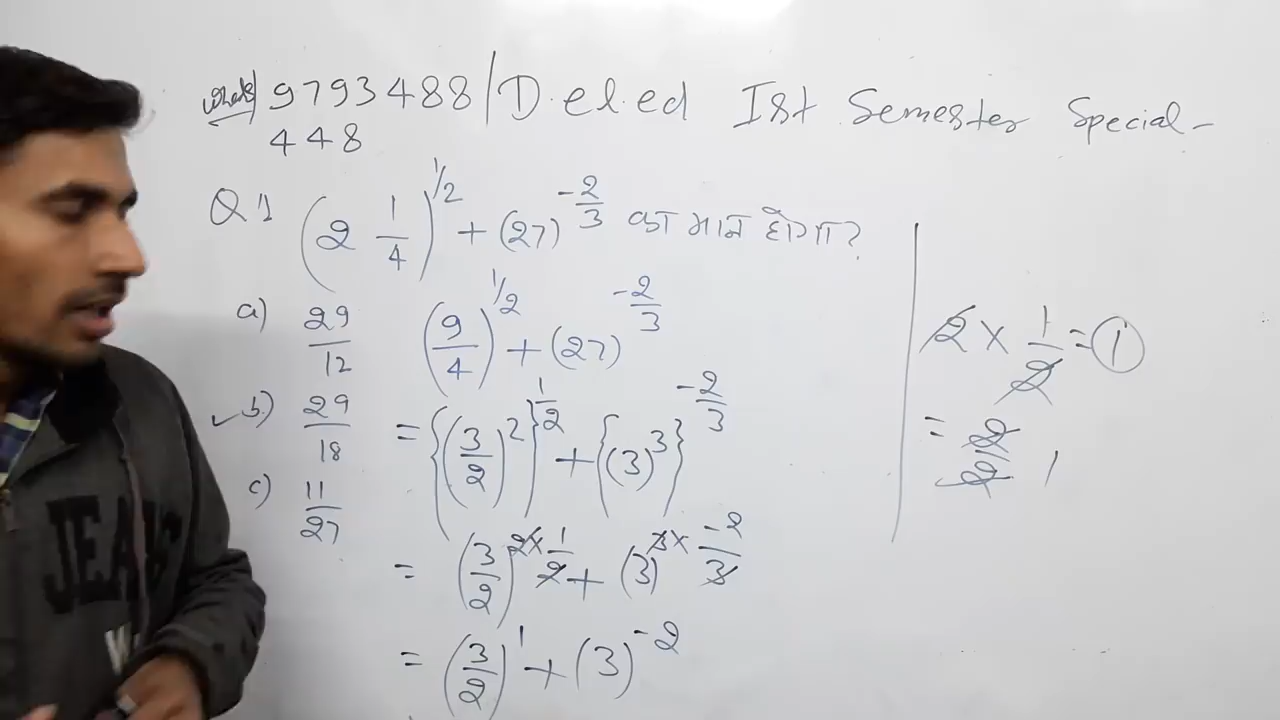 9793488 / D.el.ed Ist Semester Special-
448
Q.1 (2 1/4)^1/2 + (27)^-2/3 का मान होगा?
a) 29/12
(9/4)^1/2 + (27)^-2/3
b) 29/18
= {(3/2)^2}^1/2 + {(3)^3}^-2/3
c) 11/27
= (3/2)^2×1/2 + (3)^3×-2/3
= (3/2)^1 + (3)^-2
2 × 1/2 = 1
= 2/2 1
JEANS